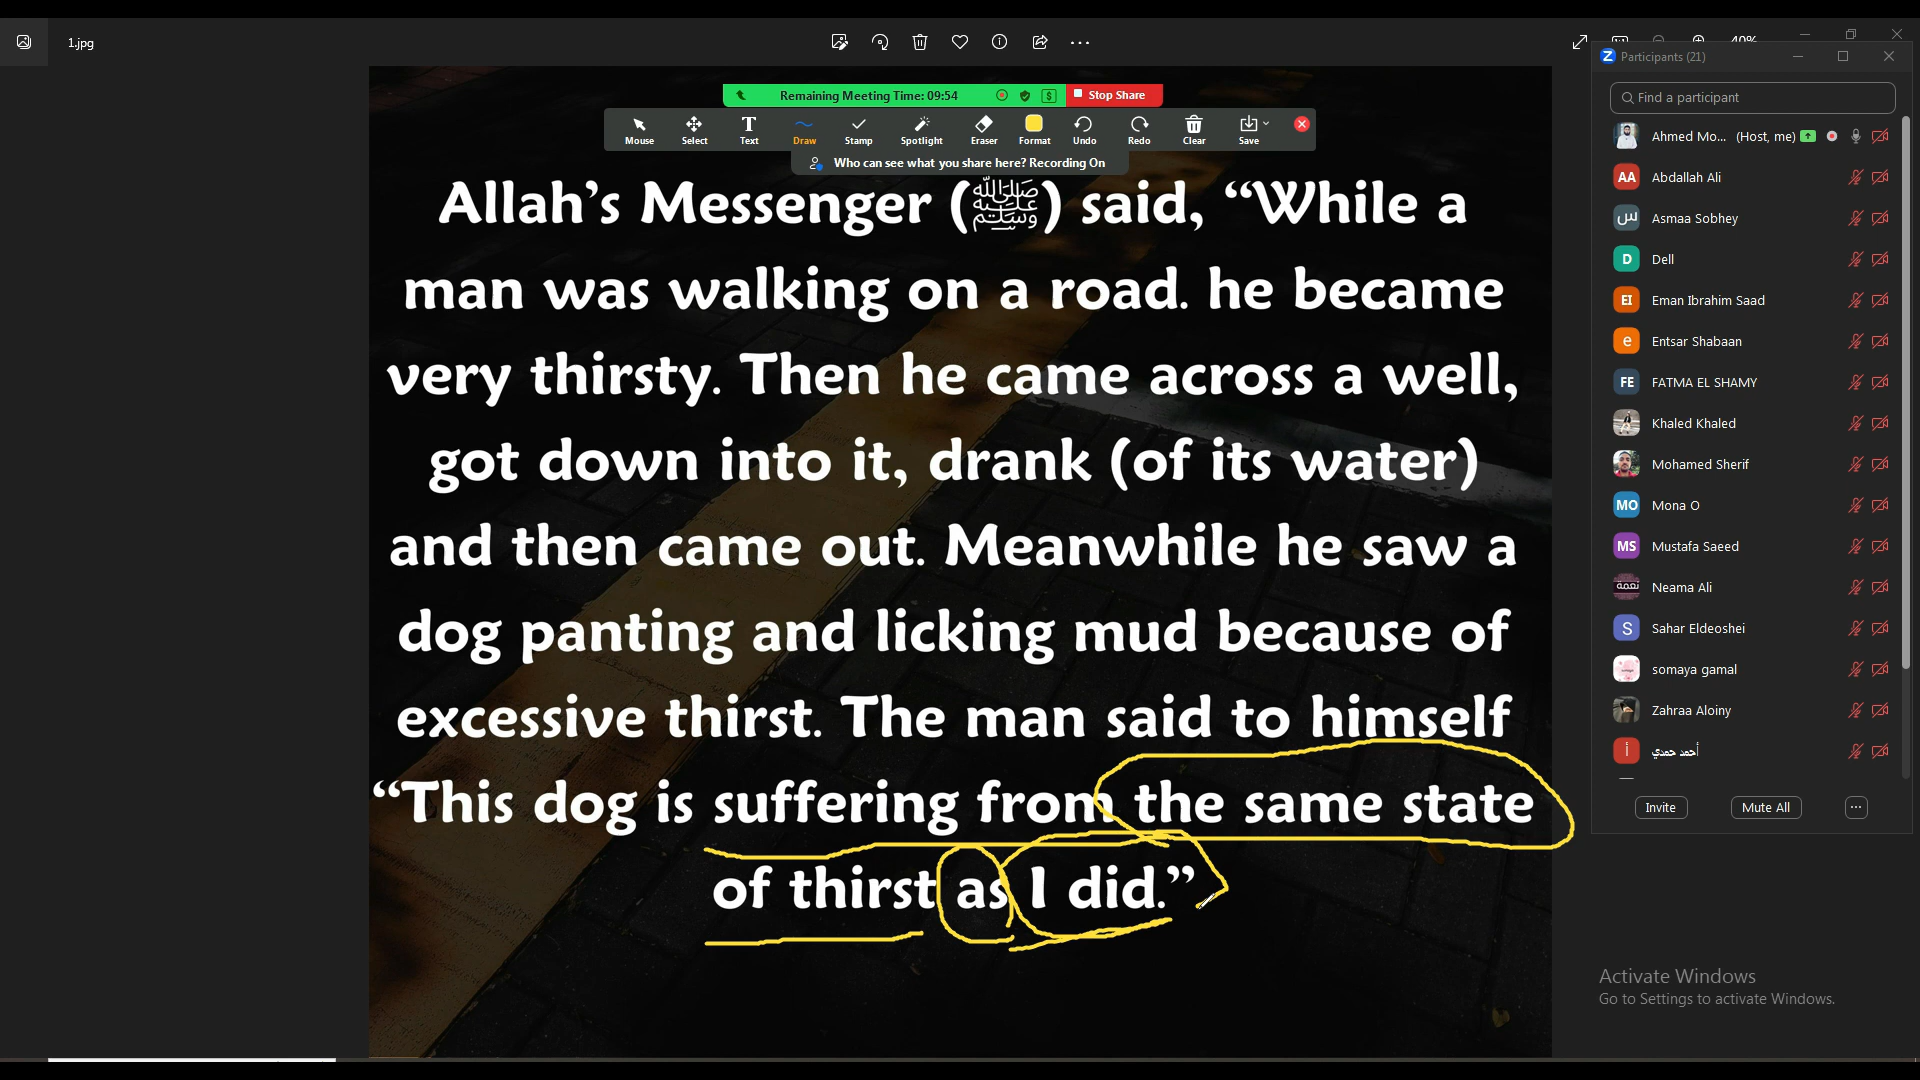 1.jpg
40%
Participants (21)
Remaining Meeting Time: 09:54
Stop Share
Find a participant
Mouse
Select
Text
Draw
Stamp
Spotlight
Eraser
Format
Undo
Redo
Clear
Save
Who can see what you share here? Recording On
Allah’s Messenger (ﷺ) said, “While a
man was walking on a road. he became
very thirsty. Then he came across a well,
got down into it, drank (of its water)
and then came out. Meanwhile he saw a
dog panting and licking mud because of
excessive thirst. The man said to himself
“This dog is suffering from the same state
of thirst as I did.”
Ahmed Mo... (Host, me)
AA Abdallah Ali
س Asmaa Sobhey
D Dell
EI Eman Ibrahim Saad
e Entsar Shabaan
FE FATMA EL SHAMY
Khaled Khaled
Mohamed Sherif
MO Mona O
MS Mustafa Saeed
نعمة Neama Ali
S Sahar Eldeoshei
somaya gamal
Zahraa Aloiny
أ أحمد حمدي
Invite
Mute All
Activate Windows
Go to Settings to activate Windows.